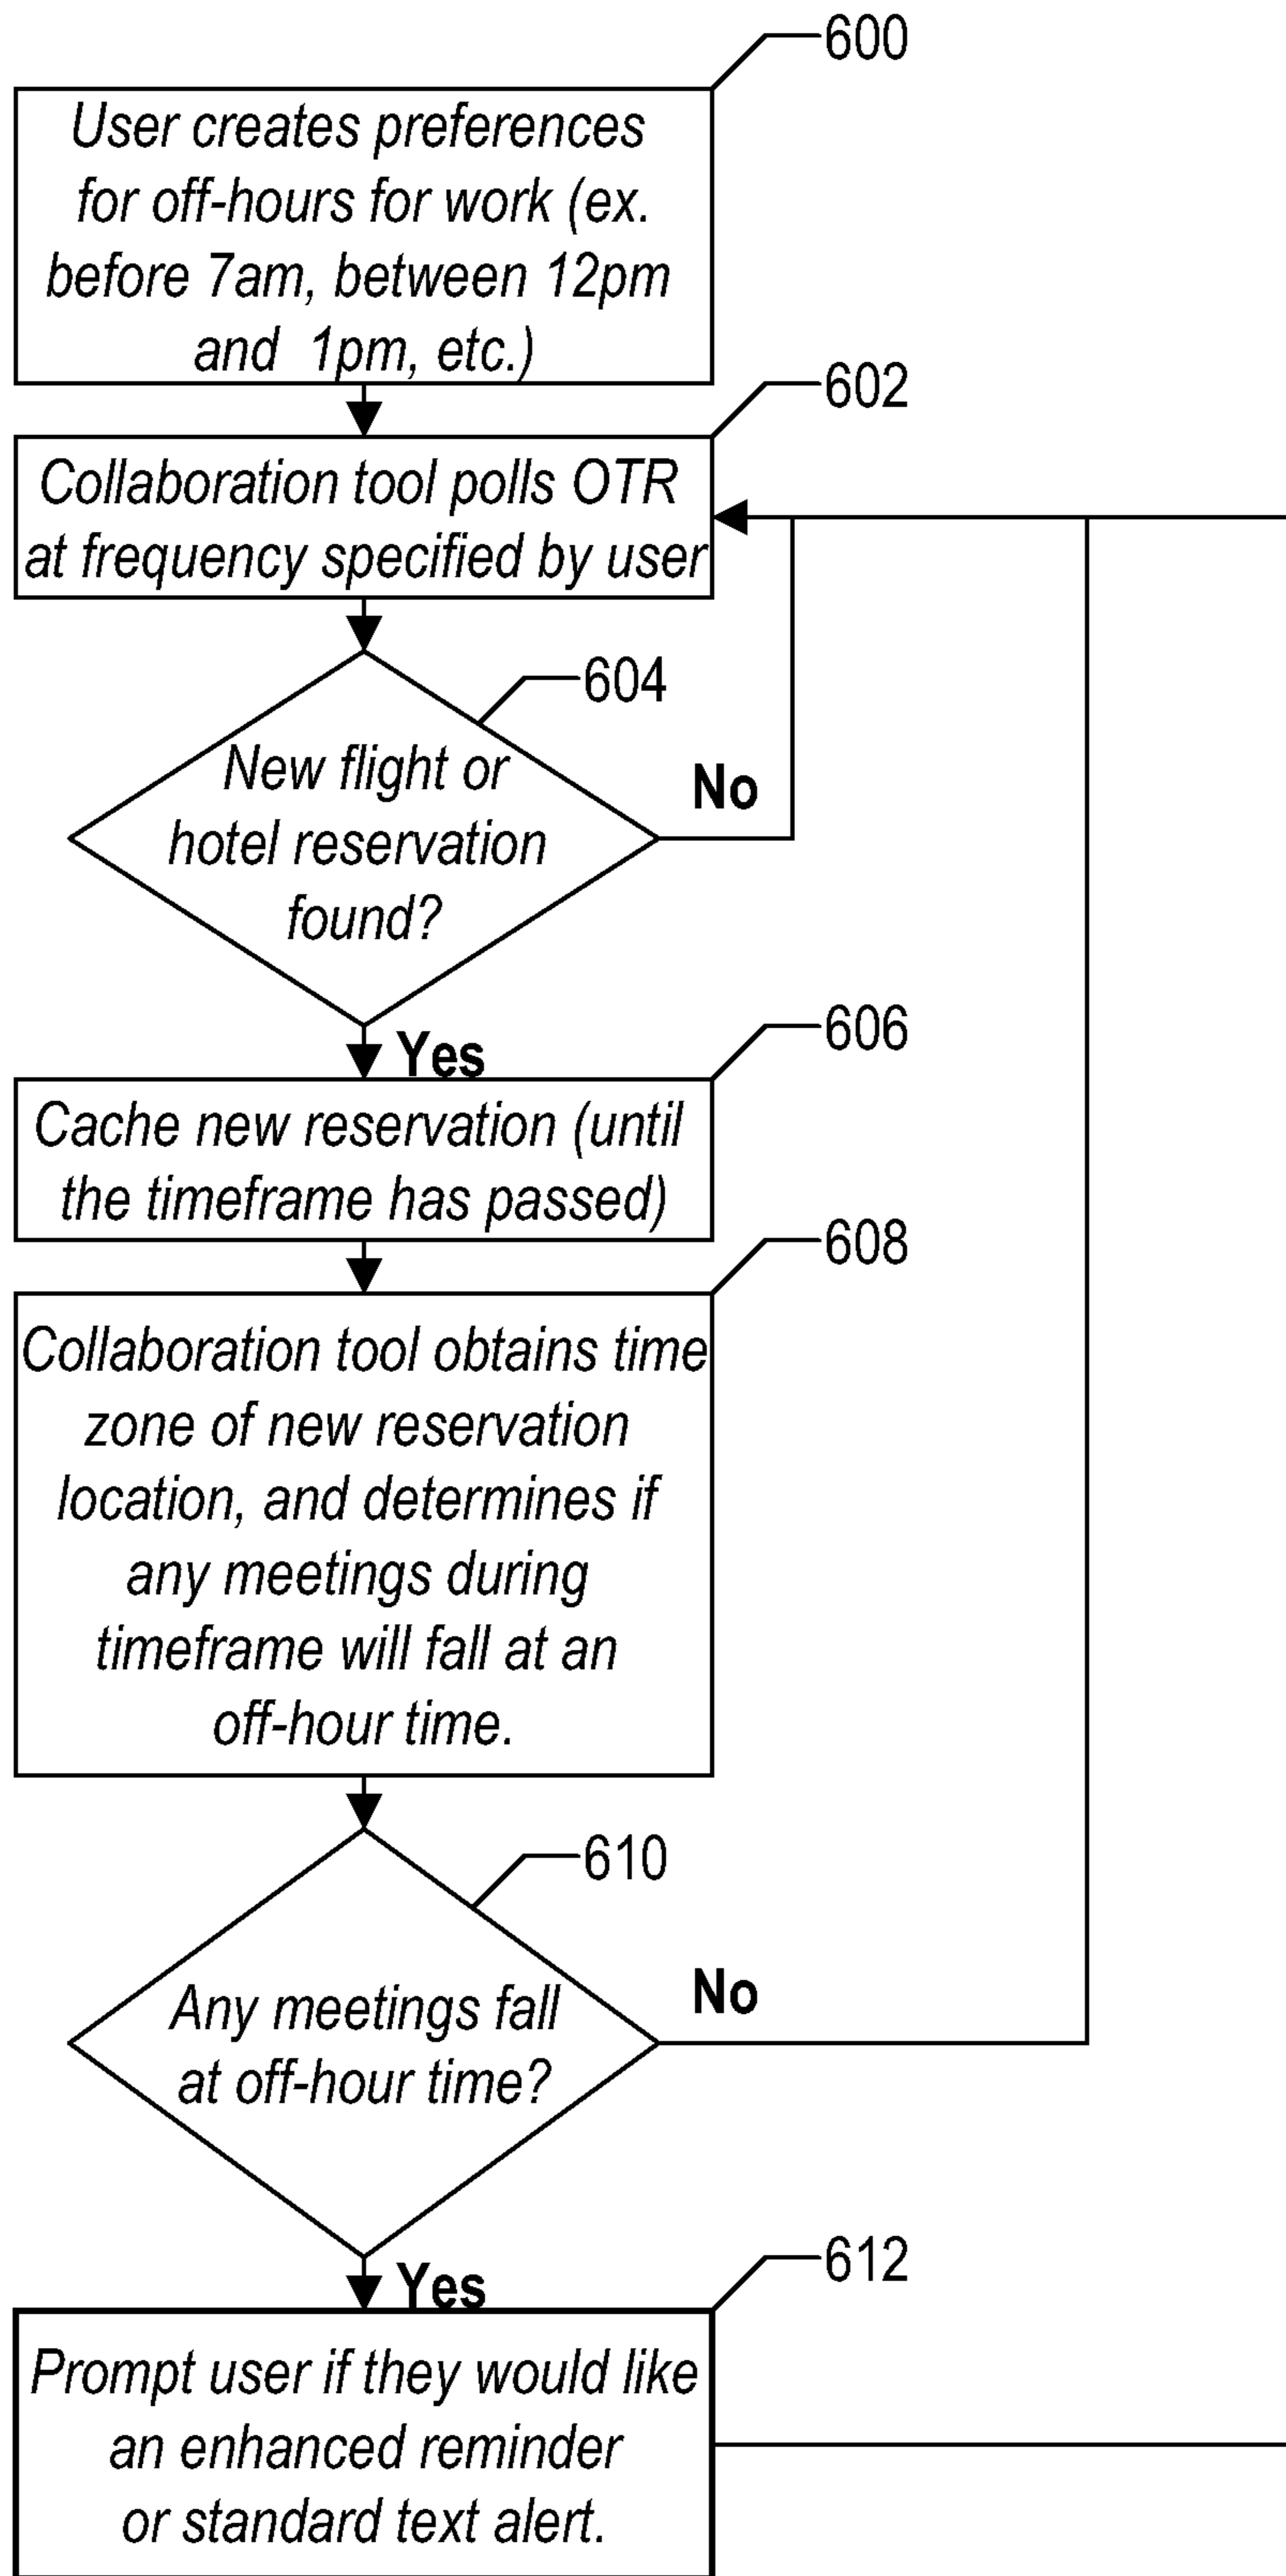 600
User creates preferences
for off-hours for work (ex.
before 7am, between 12pm
and 1pm, etc.)
602
Collaboration tool polls OTR
at frequency specified by user
604
New flight or
hotel reservation
found?
No
Yes
606
Cache new reservation (until
the timeframe has passed)
608
Collaboration tool obtains time
zone of new reservation
location, and determines if
any meetings during
timeframe will fall at an
off-hour time.
610
Any meetings fall
at off-hour time?
No
Yes
612
Prompt user if they would like
an enhanced reminder
or standard text alert.